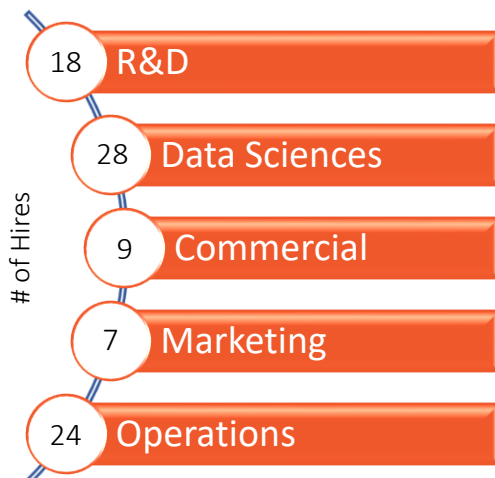 18 R&D
28 Data Sciences
9 Commercial
7 Marketing
24 Operations
# of Hires